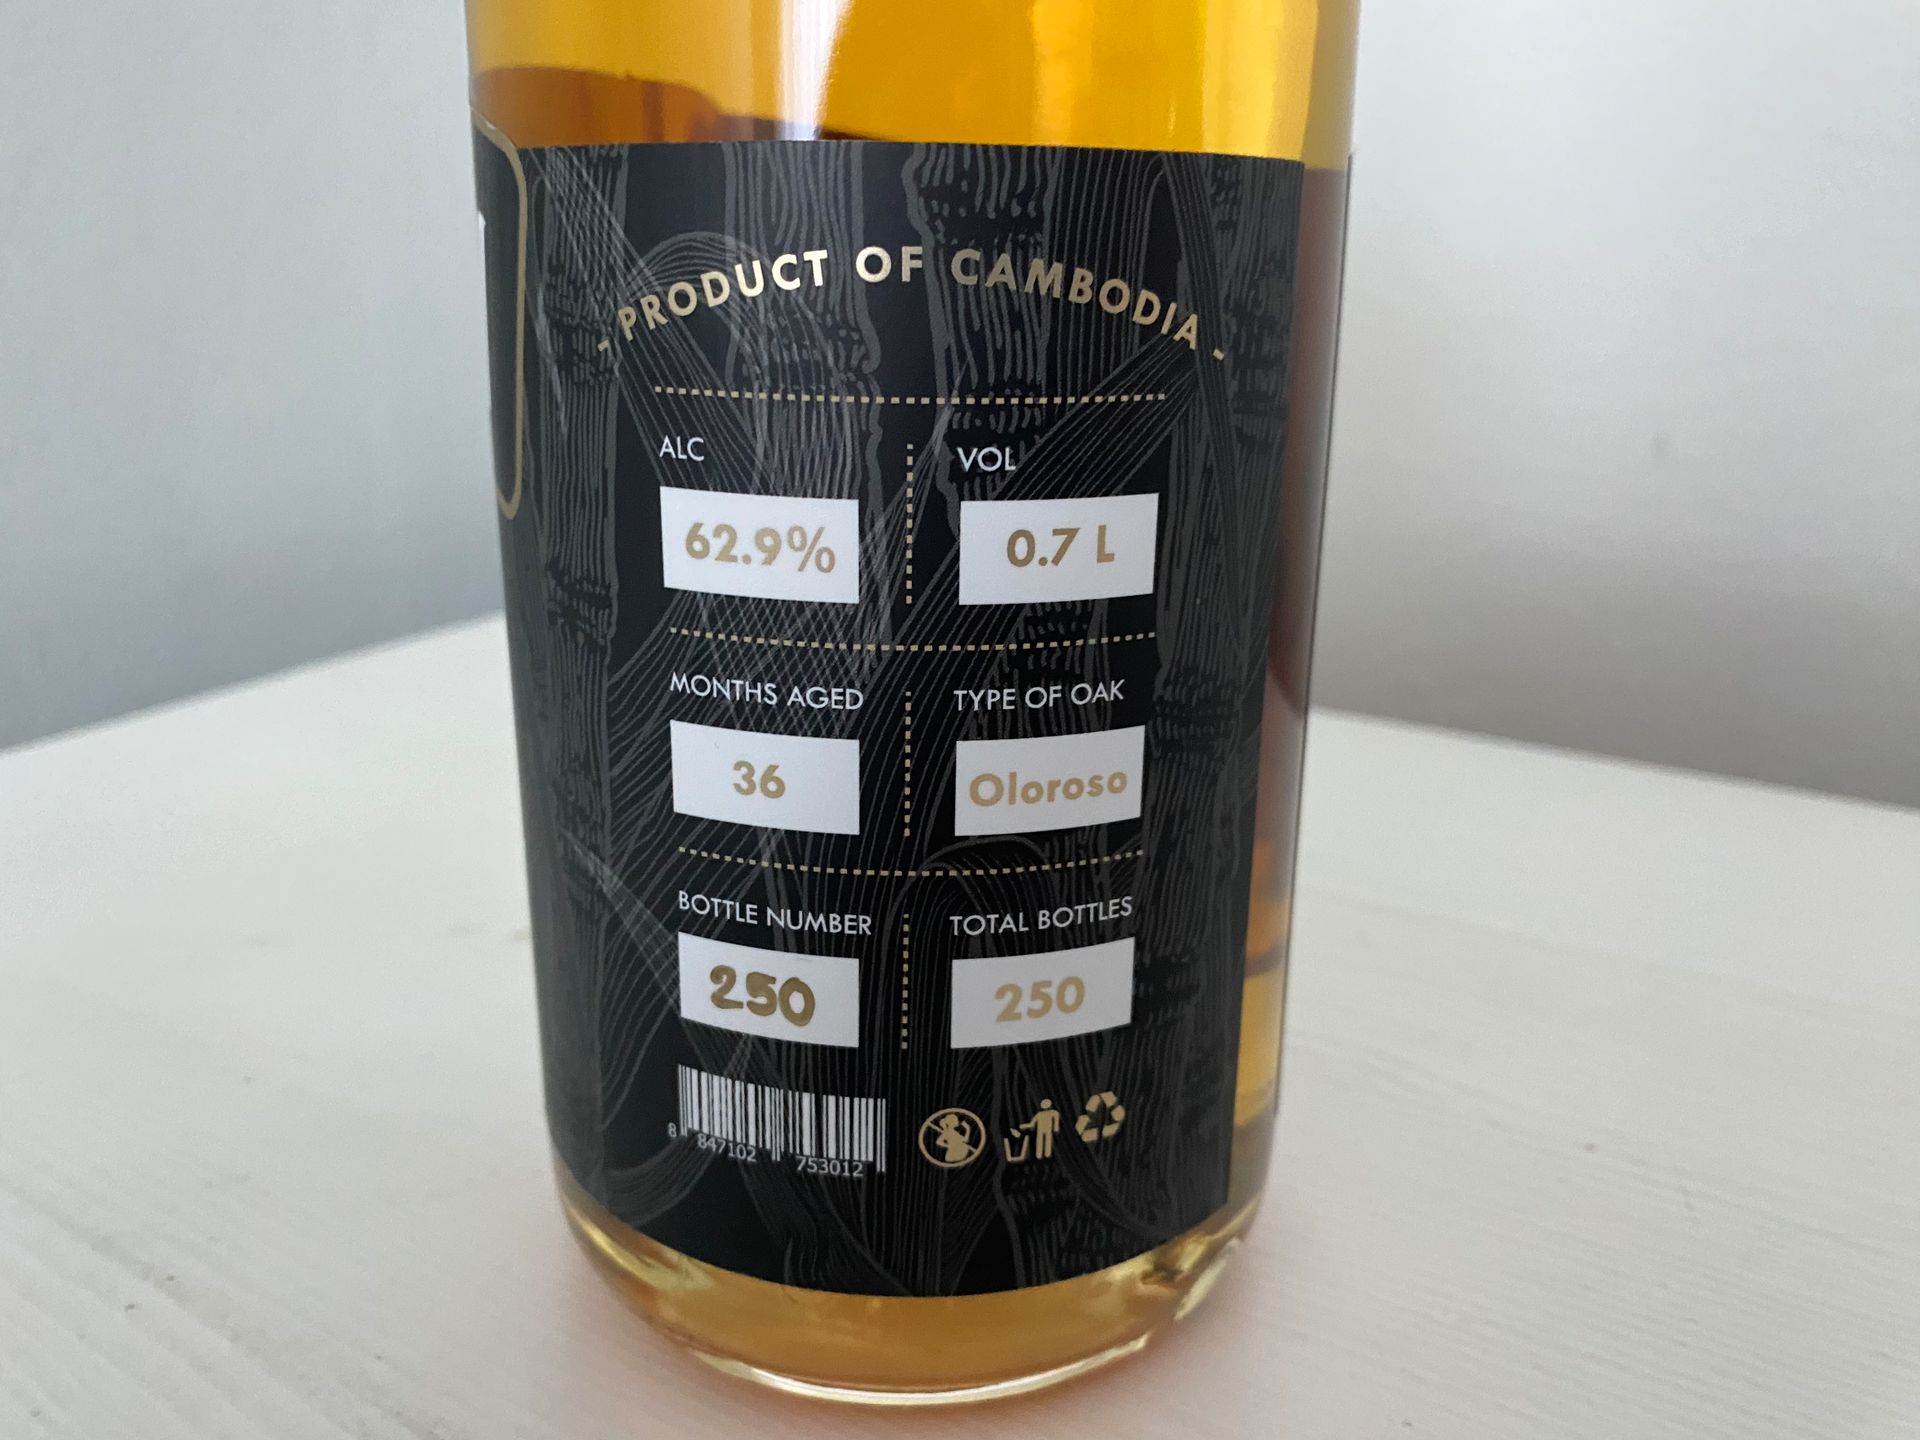 - PRODUCT OF CAMBODIA -
ALC
VOL
62.9%
0.7 L
MONTHS AGED
TYPE OF OAK
36
Oloroso
BOTTLE NUMBER
TOTAL BOTTLES
250
250
8 847102 753012